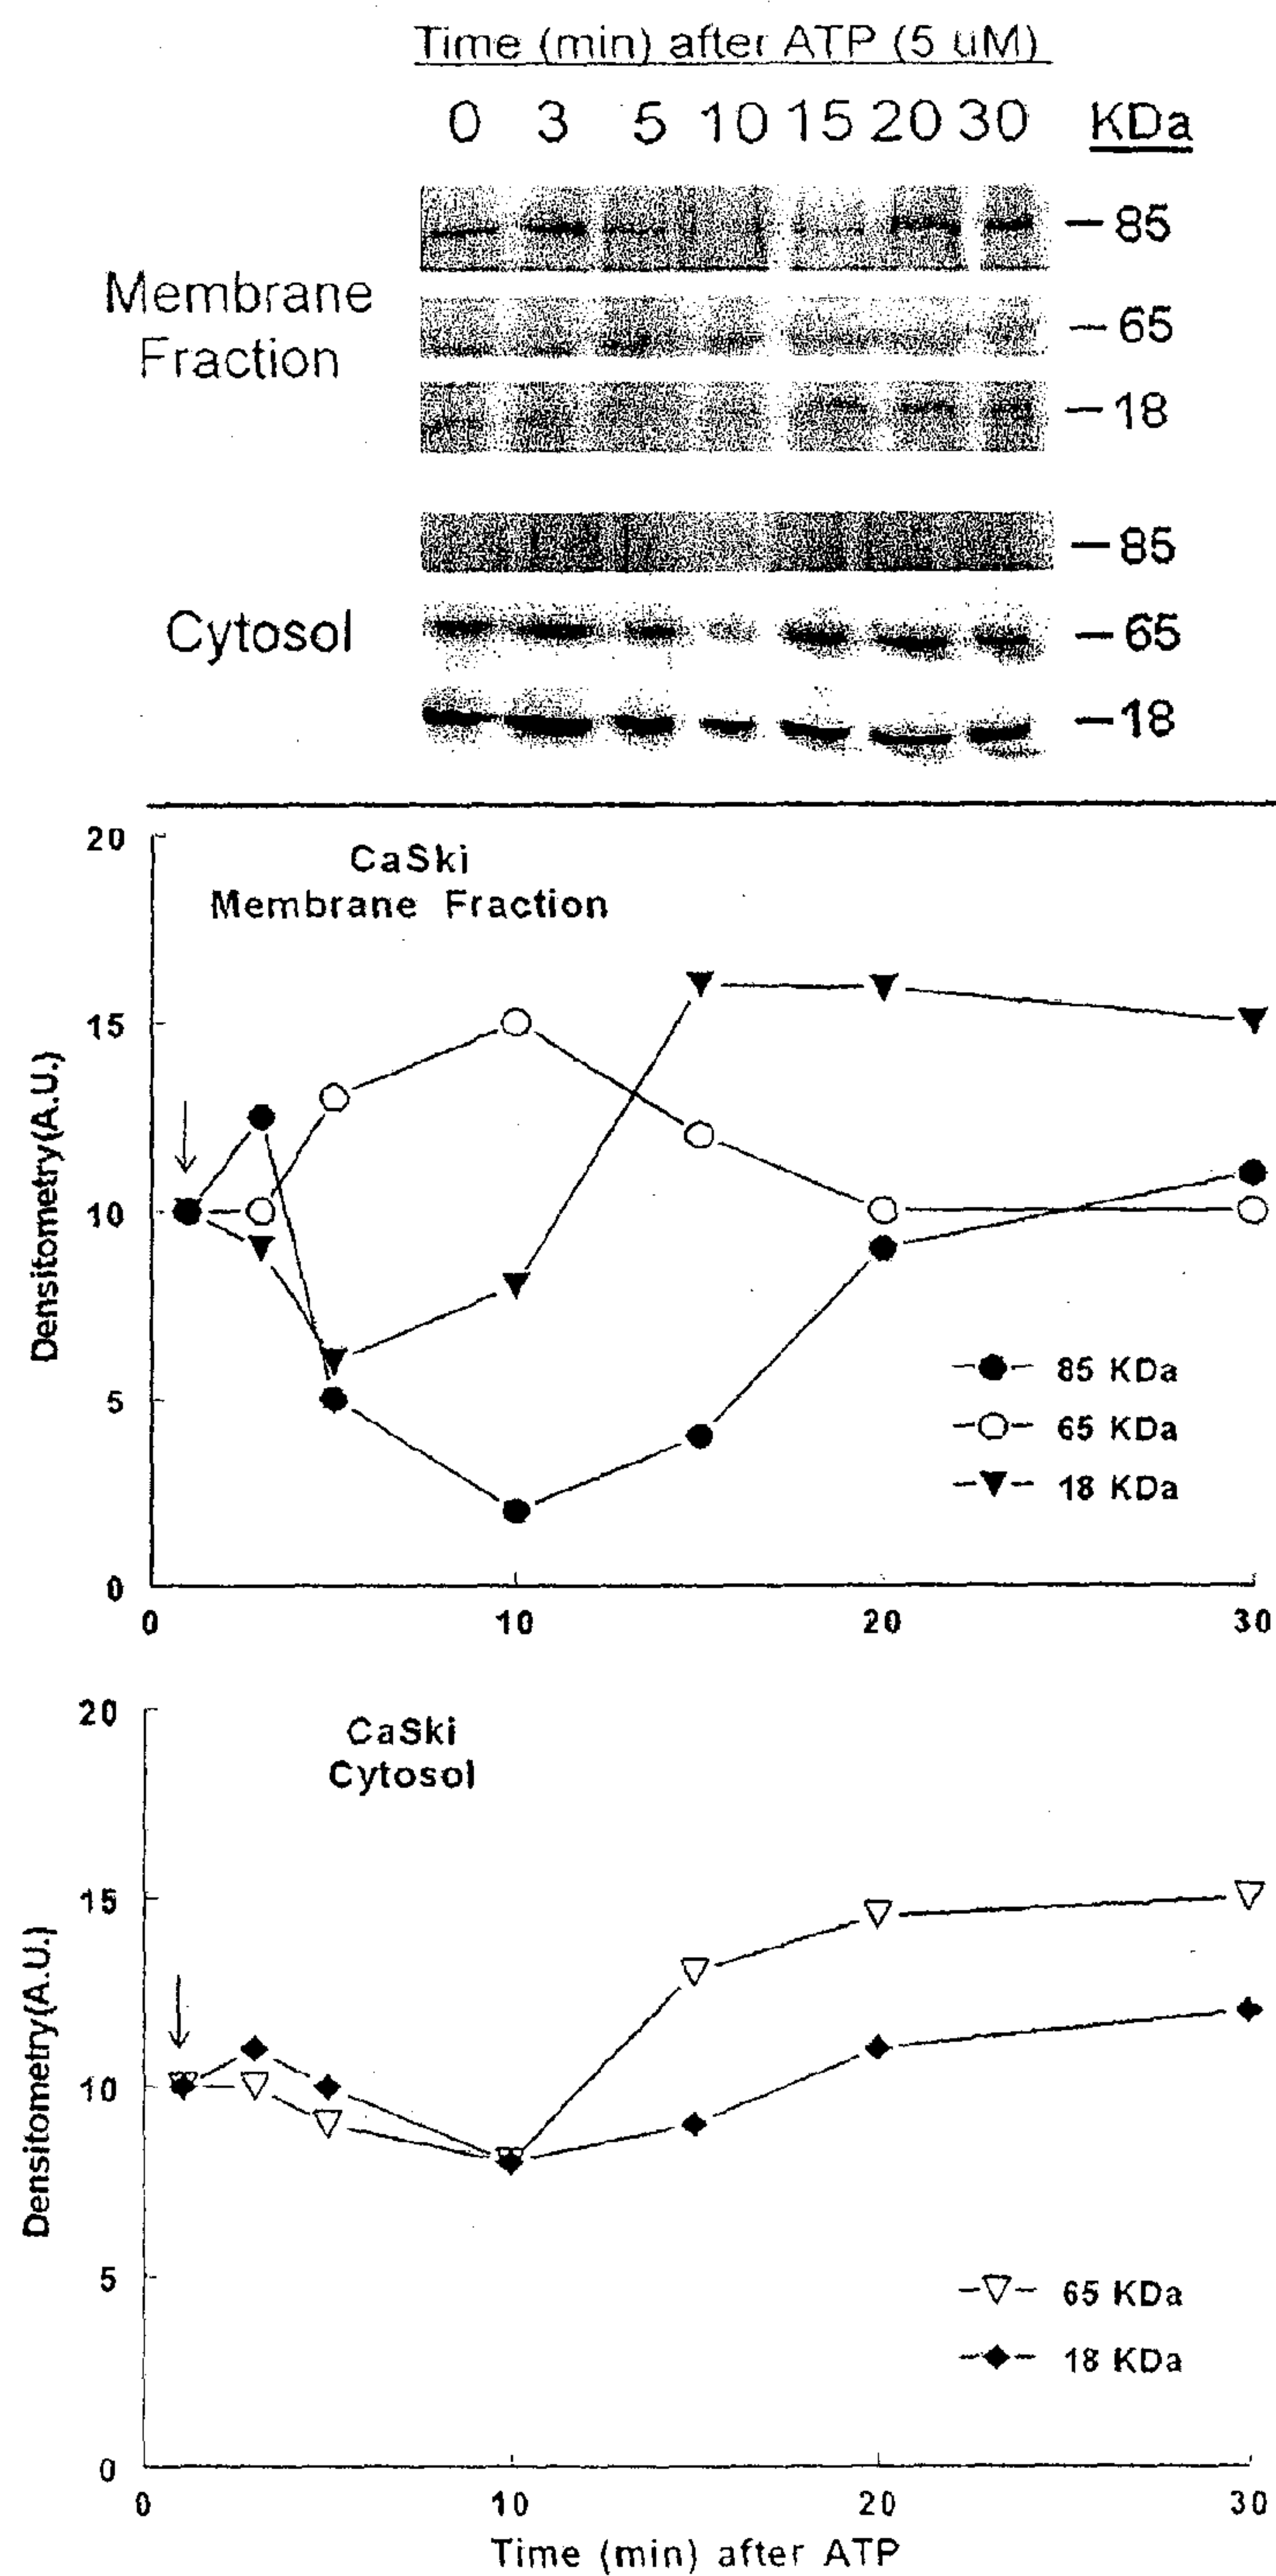 Time (min) after ATP (5 uM)
0 3 5 10 15 20 30 KDa
Membrane
Fraction
– 85
– 65
– 18
Cytosol
– 85
– 65
– 18
20
15
10
5
0
Densitometry(A.U.)
CaSki
Membrane Fraction
85 KDa
65 KDa
18 KDa
0 10 20 30
20
15
10
5
0
Densitometry(A.U.)
CaSki
Cytosol
65 KDa
18 KDa
0 10 20 30
Time (min) after ATP